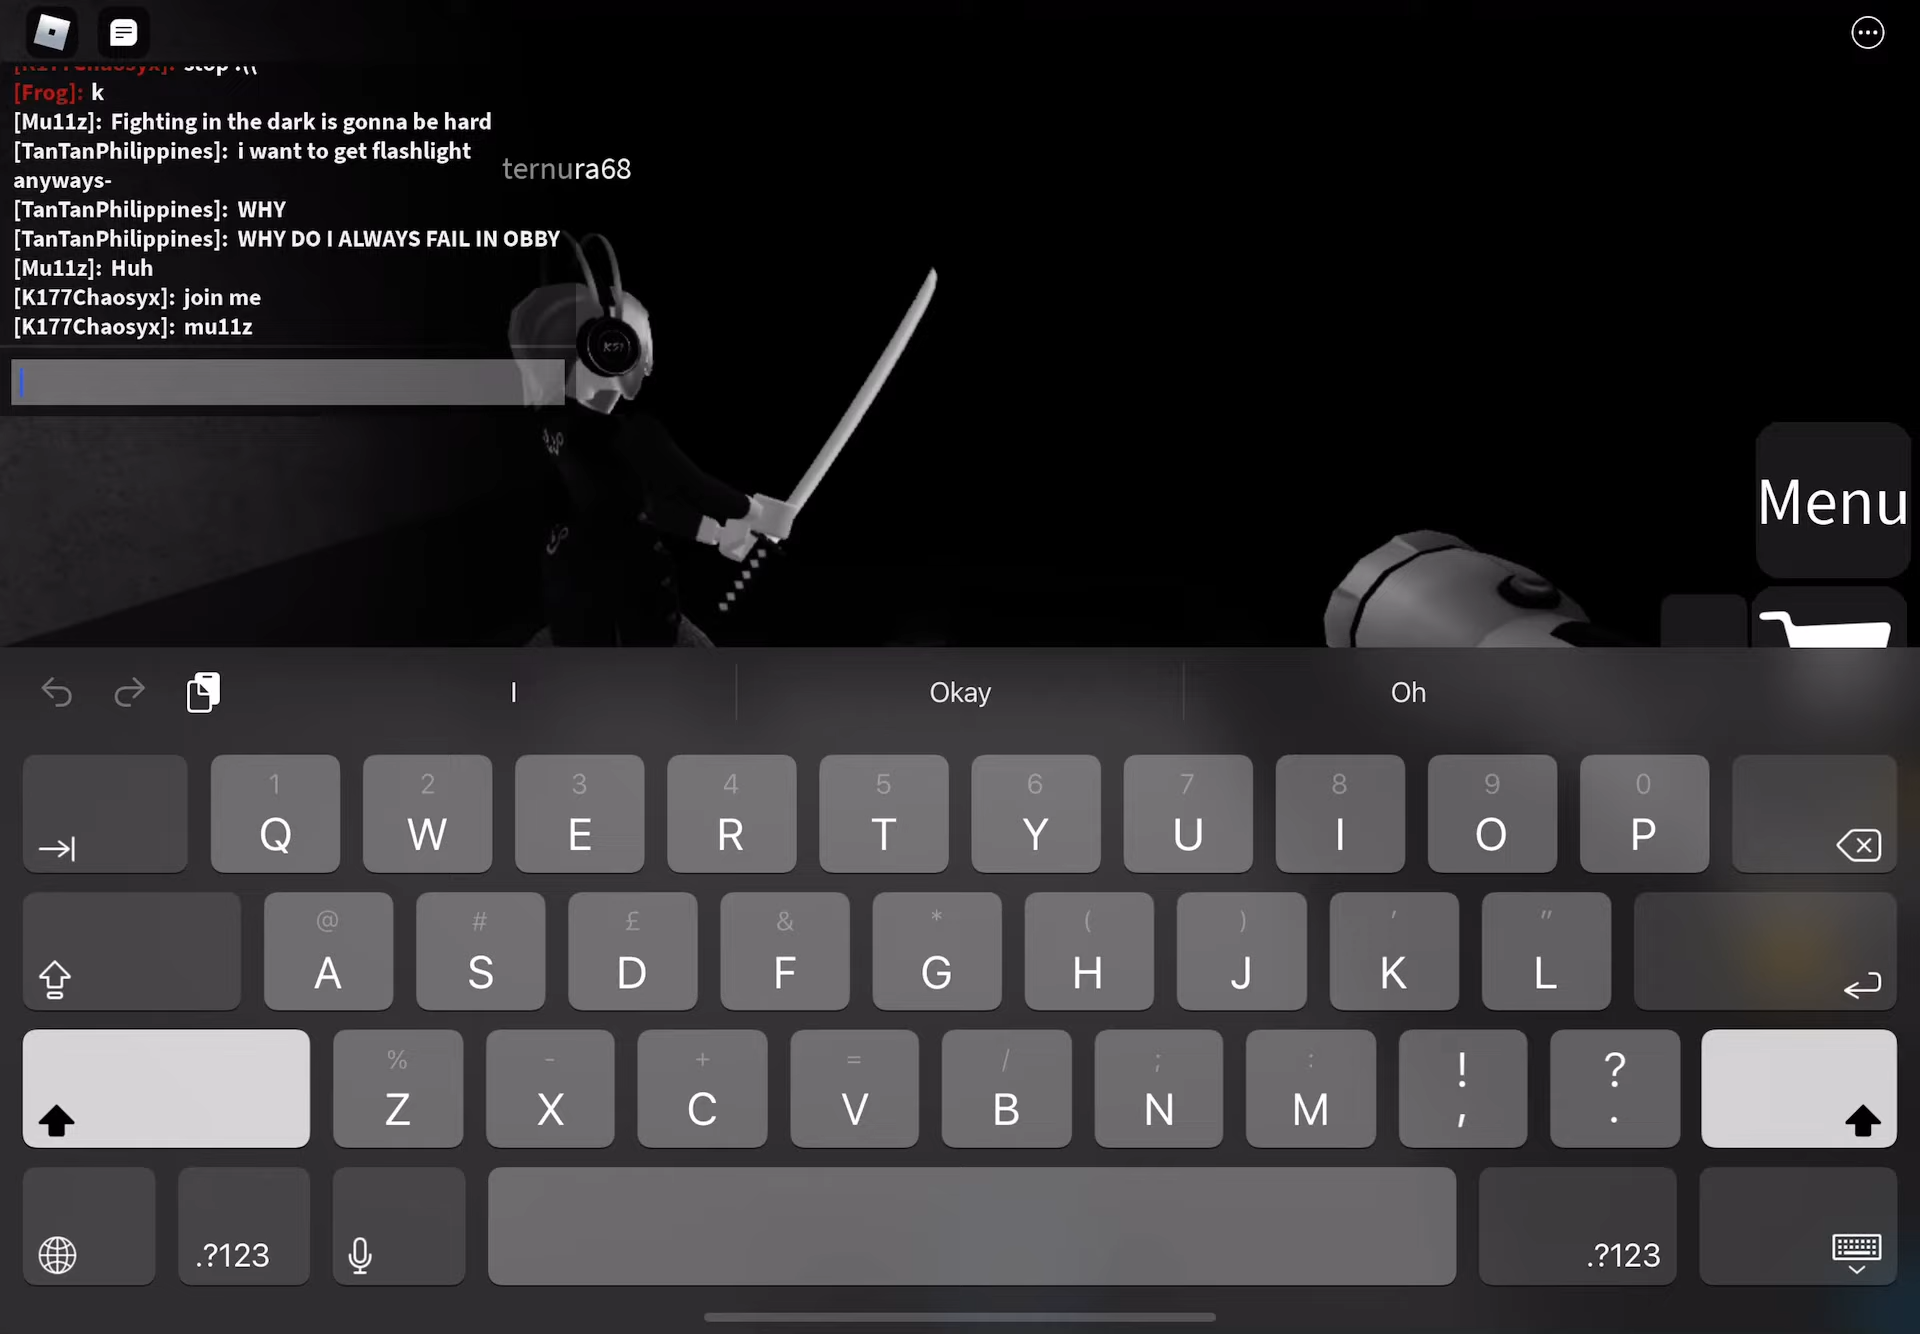 [K177Chaosyx]: stop :\\
[Frog]: k
[Mu11z]: Fighting in the dark is gonna be hard
[TanTanPhilippines]: i want to get flashlight
anyways-
ternura68
[TanTanPhilippines]: WHY
[TanTanPhilippines]: WHY DO I ALWAYS FAIL IN OBBY
[Mu11z]: Huh
[K177Chaosyx]: join me
[K177Chaosyx]: mu11z
Menu
I Okay Oh
1 2 3 4 5 6 7 8 9 0
Q W E R T Y U I O P
@ # £ & * ( ) ' "
A S D F G H J K L
% - + = / ; : ! ?
Z X C V B N M , .
.?123 .?123